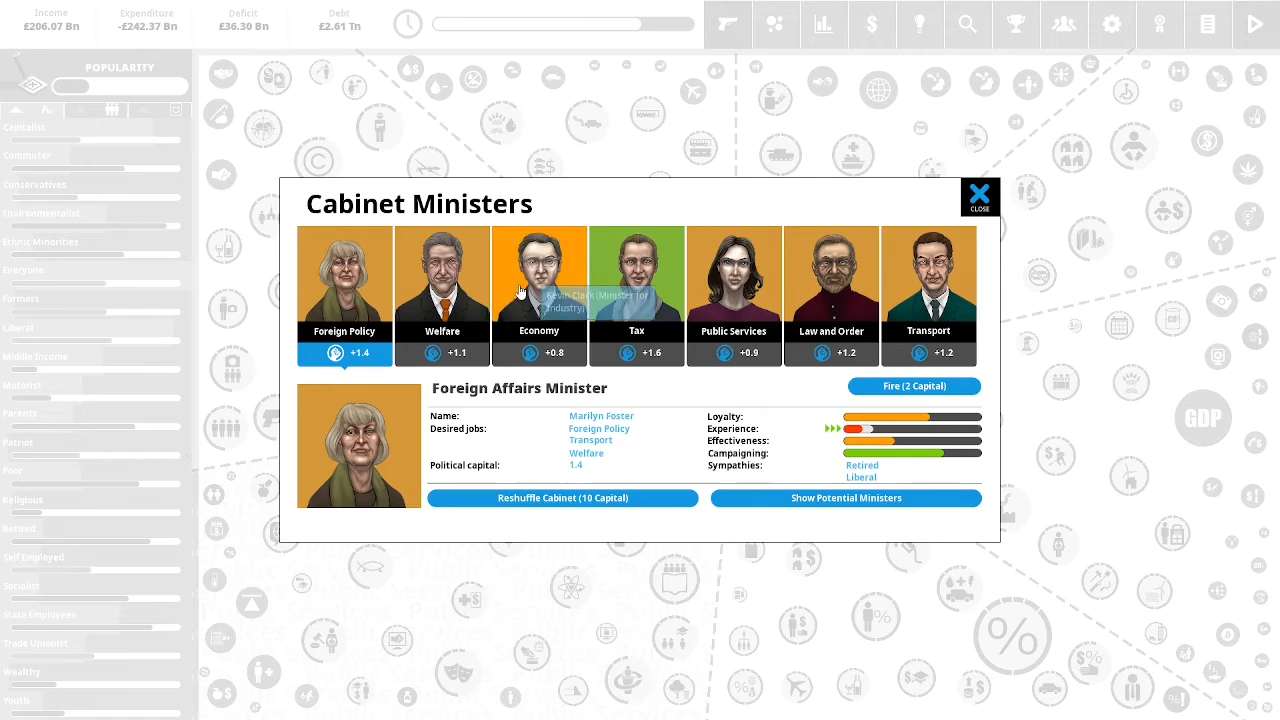 Income
£206.07 Bn
Expenditure
-£242.37 Bn
Deficit
£36.30 Bn
Debt
£2.61 Tn
POPULARITY
Capitalist
Commuter
Conservatives
Environmentalist
Ethnic Minorities
Everyone
Farmers
Liberal
Middle Income
Motorist
Parents
Patriot
Poor
Religious
Retired
Self Employed
Socialist
State Employees
Trade Unionist
Wealthy
Youth
Cabinet Ministers
CLOSE
Kevin Clark (Minister for
Industry)
Foreign Policy
Welfare
Economy
Tax
Public Services
Law and Order
Transport
+1.4
+1.1
+0.8
+1.6
+0.9
+1.2
+1.2
Foreign Affairs Minister
Fire (2 Capital)
Name:
Marilyn Foster
Desired jobs:
Foreign Policy
Transport
Welfare
Political capital:
1.4
Loyalty:
Experience:
Effectiveness:
Campaigning:
Sympathies:
Retired
Liberal
Reshuffle Cabinet (10 Capital)
Show Potential Ministers
GDP